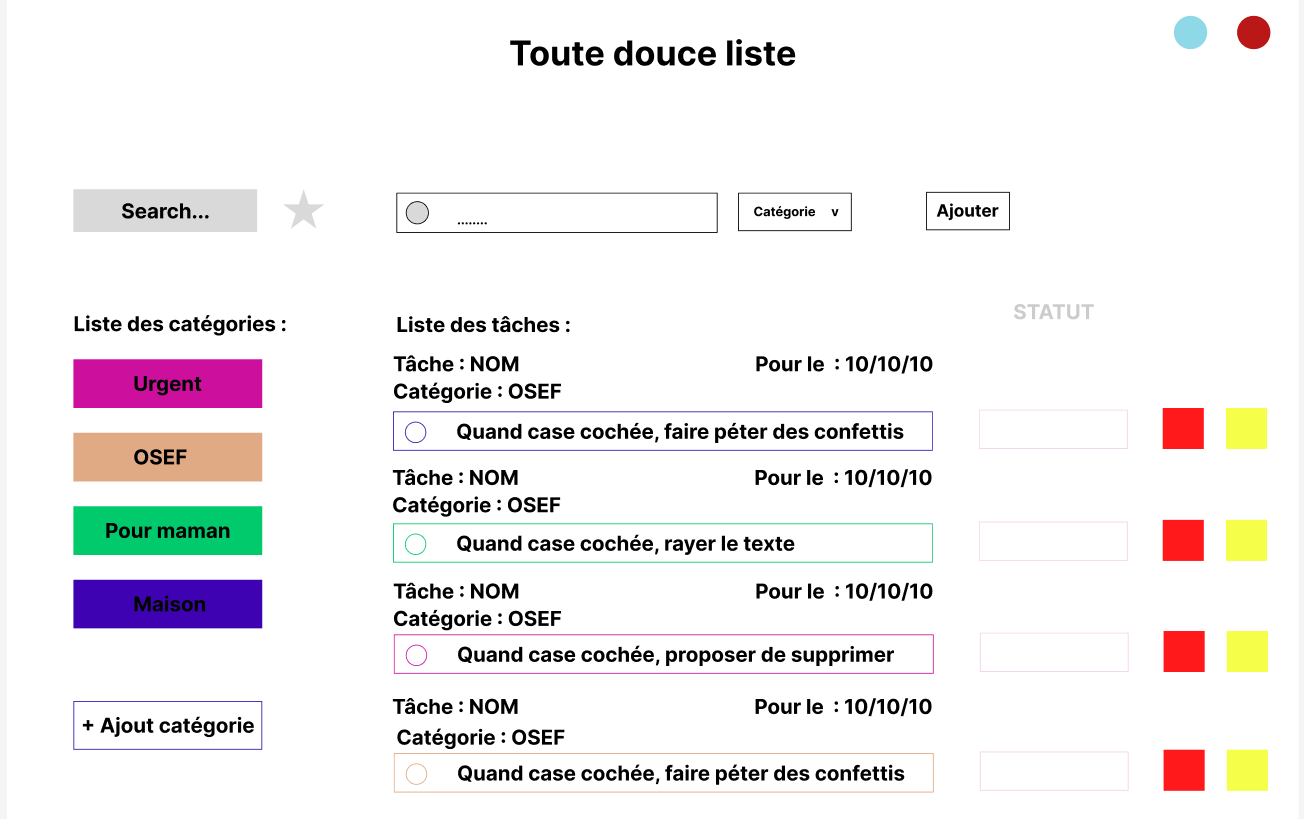 Toute douce liste
Search...
........
Catégorie v
Ajouter
Liste des catégories :
Urgent
OSEF
Pour maman
Maison
+ Ajout catégorie
Liste des tâches :
STATUT
Tâche : NOM
Pour le : 10/10/10
Catégorie : OSEF
Quand case cochée, faire péter des confettis
Tâche : NOM
Pour le : 10/10/10
Catégorie : OSEF
Quand case cochée, rayer le texte
Tâche : NOM
Pour le : 10/10/10
Catégorie : OSEF
Quand case cochée, proposer de supprimer
Tâche : NOM
Pour le : 10/10/10
Catégorie : OSEF
Quand case cochée, faire péter des confettis